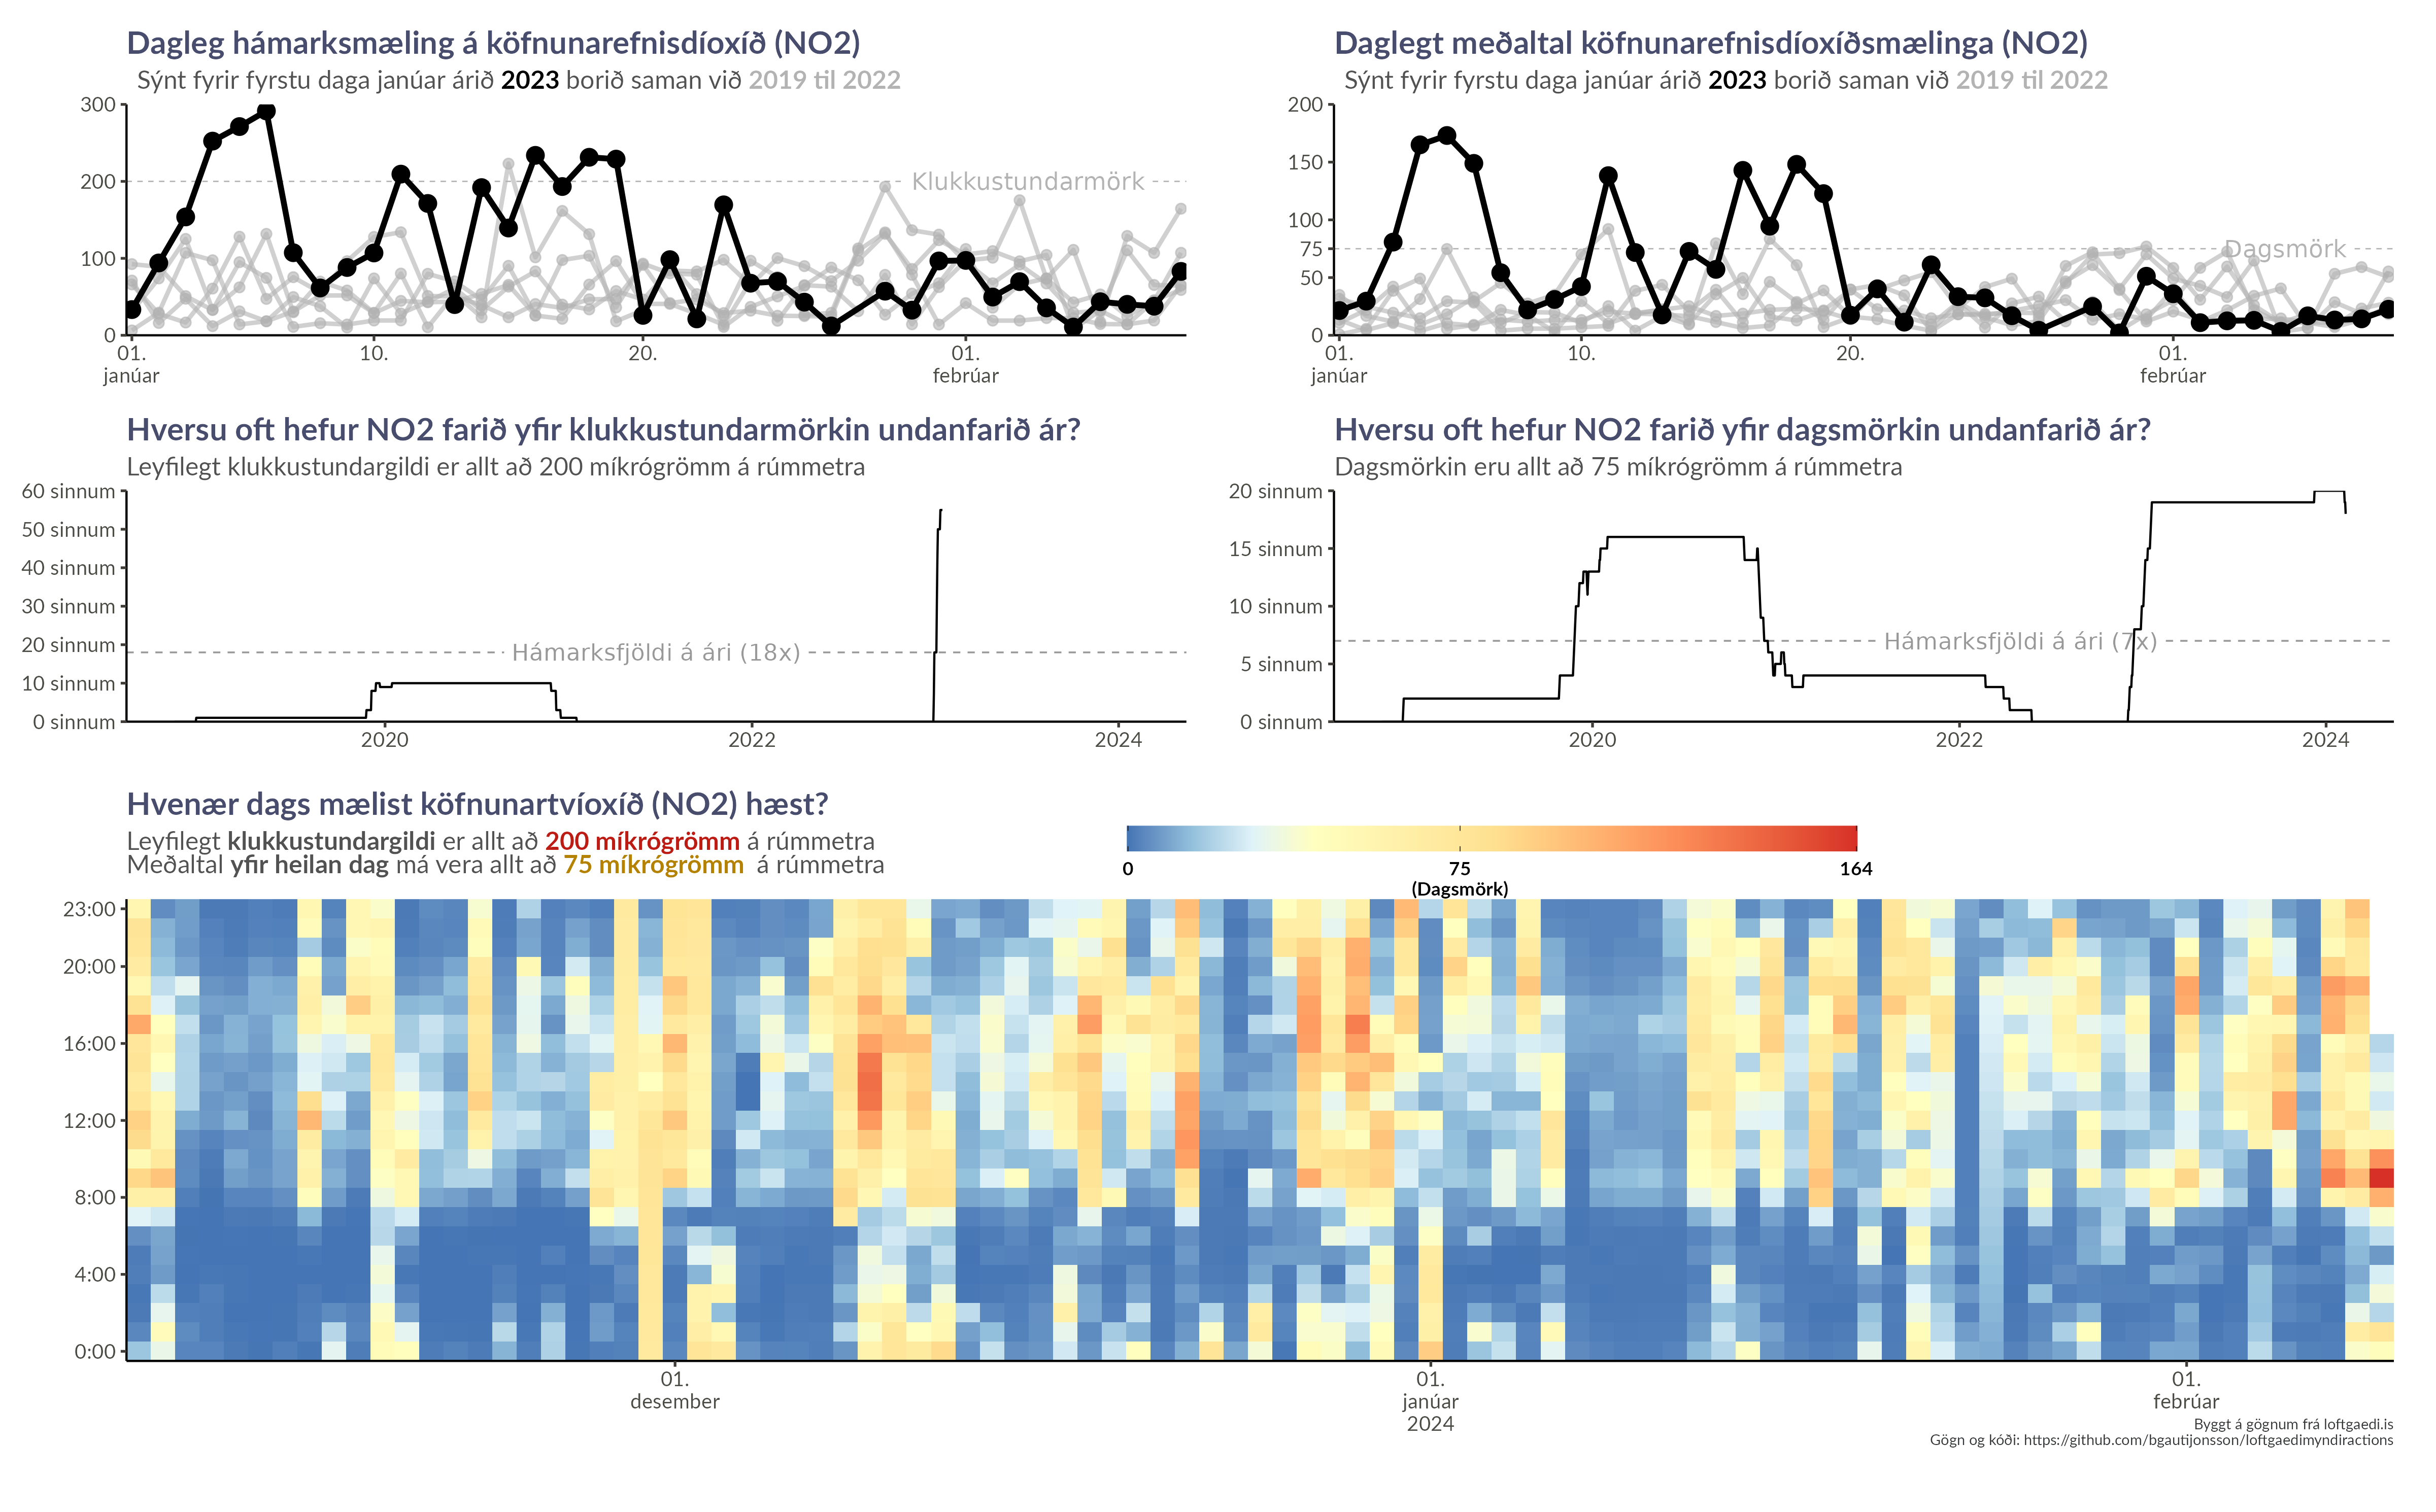 Dagleg hámarksmæling á köfnunarefnisdíoxíð (NO2)
Sýnt fyrir fyrstu daga janúar árið 2023 borið saman við 2019 til 2022
300
200
100
0
Klukkustundarmörk
01.
janúar
10.
20.
01.
febrúar
Daglegt meðaltal köfnunarefnisdíoxíðsmælinga (NO2)
Sýnt fyrir fyrstu daga janúar árið 2023 borið saman við 2019 til 2022
200
150
100
75
50
0
Dagsmörk
01.
janúar
10.
20.
01.
febrúar
Hversu oft hefur NO2 farið yfir klukkustundarmörkin undanfarið ár?
Leyfilegt klukkustundargildi er allt að 200 míkrógrömm á rúmmetra
60 sinnum
50 sinnum
40 sinnum
30 sinnum
20 sinnum
10 sinnum
0 sinnum
Hámarksfjöldi á ári (18x)
2020
2022
2024
Hversu oft hefur NO2 farið yfir dagsmörkin undanfarið ár?
Dagsmörkin eru allt að 75 míkrógrömm á rúmmetra
20 sinnum
15 sinnum
10 sinnum
5 sinnum
0 sinnum
Hámarksfjöldi á ári (7x)
2020
2022
2024
Hvenær dags mælist köfnunartvíoxíð (NO2) hæst?
Leyfilegt klukkustundargildi er allt að 200 míkrógrömm á rúmmetra
Meðaltal yfir heilan dag má vera allt að 75 míkrógrömm á rúmmetra
0
75
(Dagsmörk)
164
23:00
20:00
16:00
12:00
8:00
4:00
0:00
01.
desember
01.
janúar
2024
01.
febrúar
Byggt á gögnum frá loftgaedi.is
Gögn og kóði: https://github.com/bgautijonsson/loftgaedimyndiractions